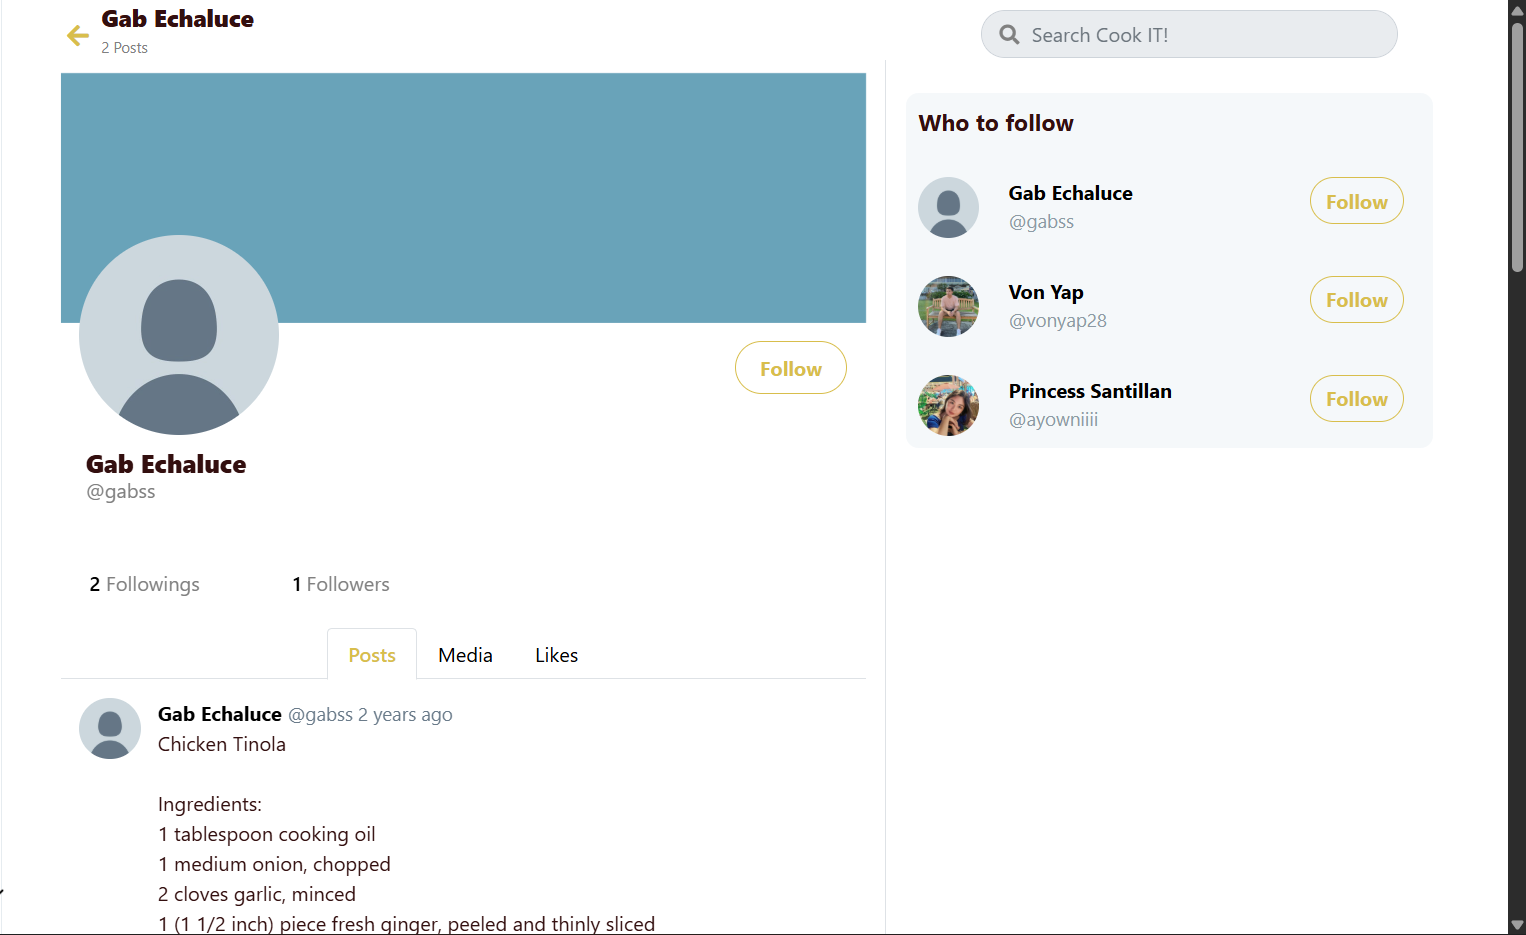 Gab Echaluce
2 Posts
Search Cook IT!
Who to follow
Gab Echaluce
@gabss
Follow
Von Yap
@vonyap28
Follow
Princess Santillan
@ayowniiii
Follow
Follow
Gab Echaluce
@gabss
2 Followings
1 Followers
Posts
Media
Likes
Gab Echaluce @gabss 2 years ago
Chicken Tinola
Ingredients:
1 tablespoon cooking oil
1 medium onion, chopped
2 cloves garlic, minced
1 (1 1/2 inch) piece fresh ginger, peeled and thinly sliced